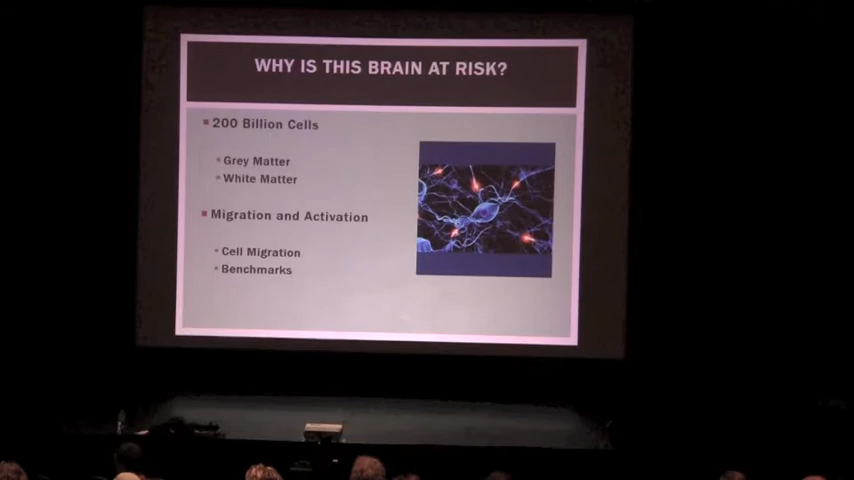 WHY IS THIS BRAIN AT RISK?
200 Billion Cells
Grey Matter
White Matter
Migration and Activation
Cell Migration
Benchmarks